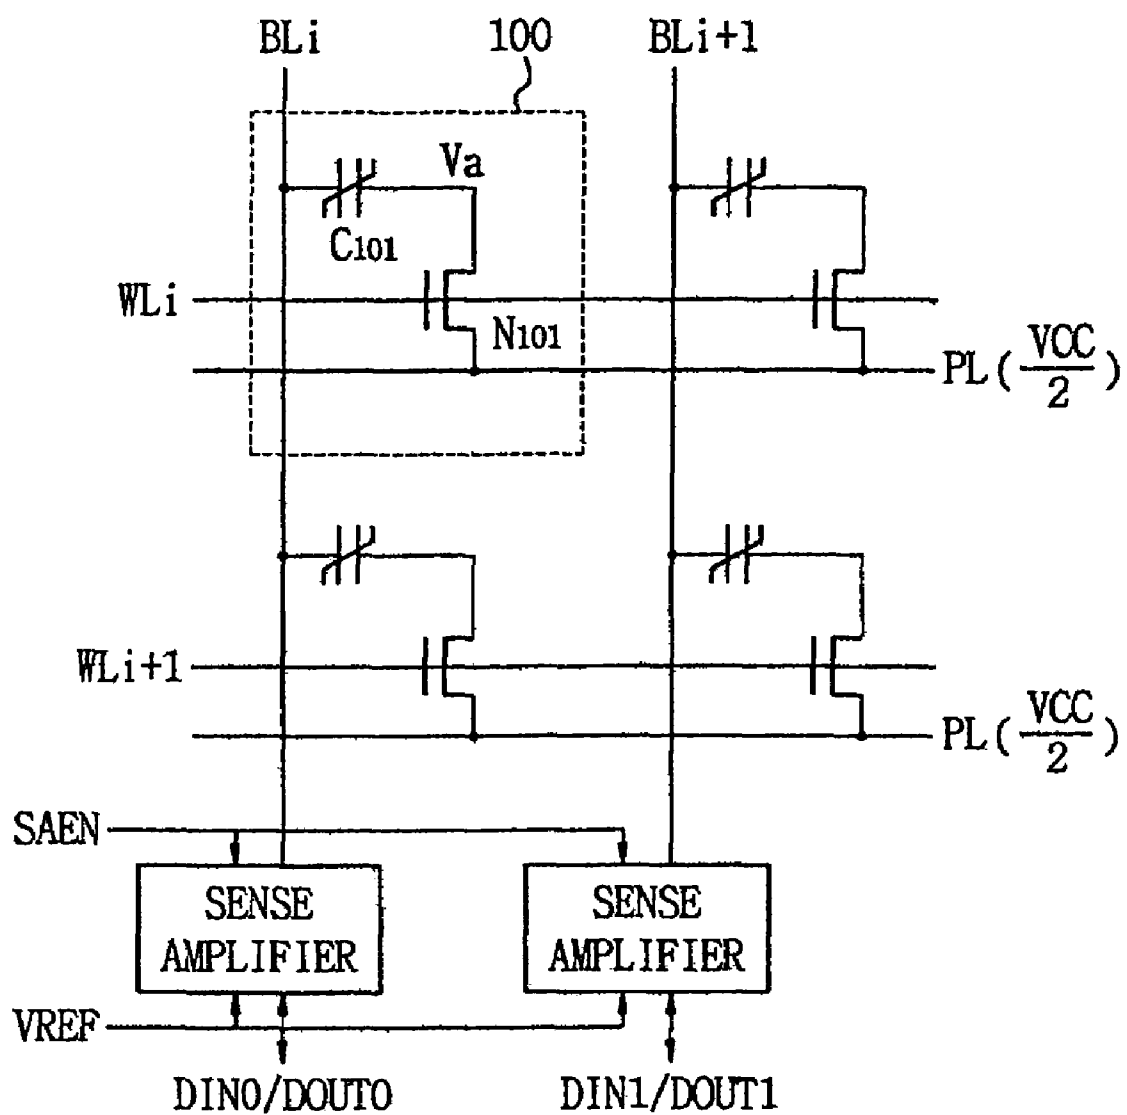 BLi 100 BLi+1
Va
C101
WLi
N101
PL(VCC/2)
WLi+1
PL(VCC/2)
SAEN
SENSE AMPLIFIER
SENSE AMPLIFIER
VREF
DIN0/DOUT0 DIN1/DOUT1